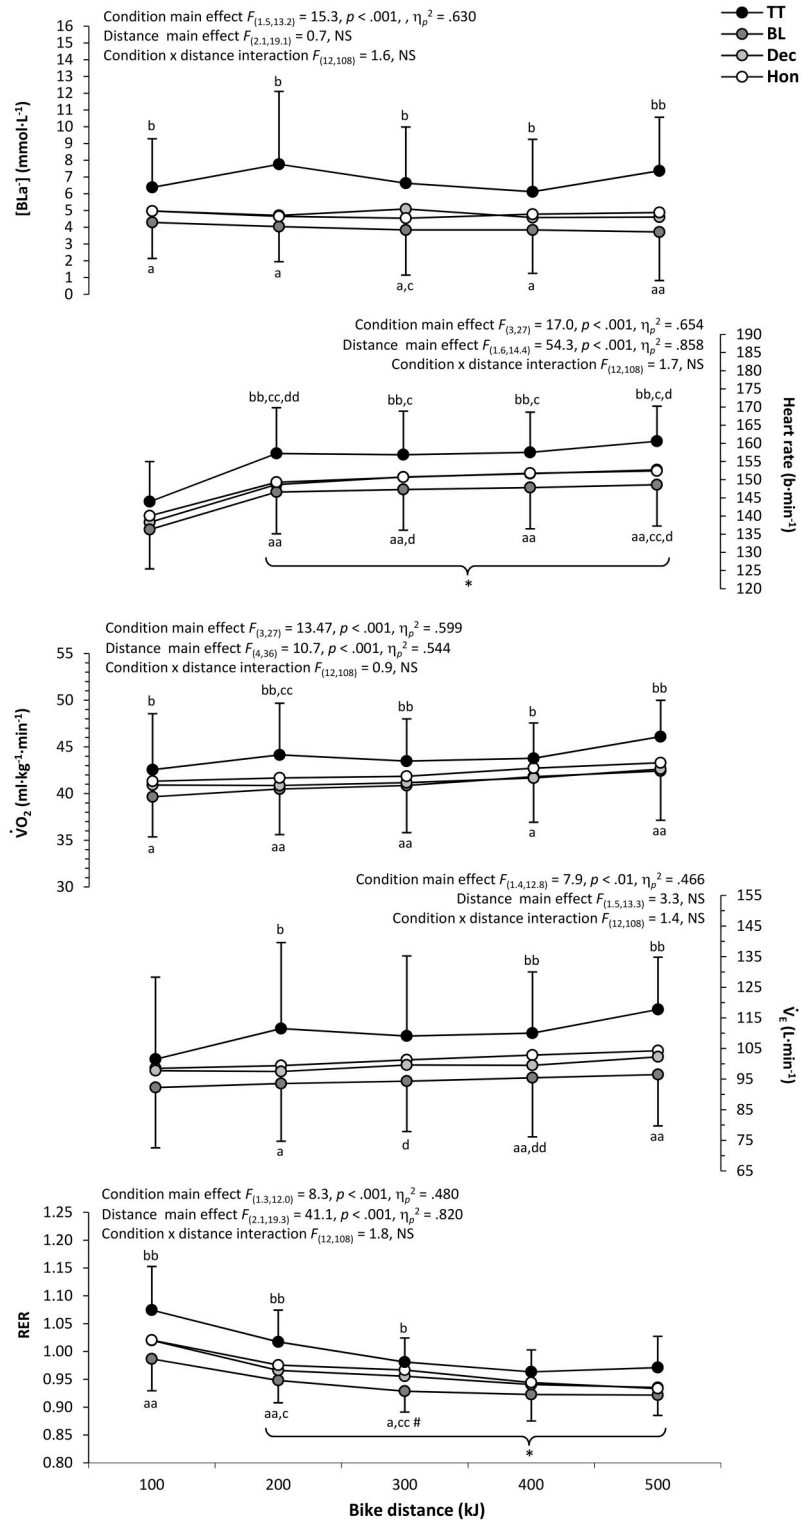 Condition main effect F(1.5,13.2) = 15.3, p < .001, , ηp² = .630
Distance main effect F(2.1,19.1) = 0.7, NS
Condition x distance interaction F(12,108) = 1.6, NS
TT
BL
Dec
Hon
[BLa-] (mmol·L-1)
16
15
14
13
12
11
10
9
8
7
6
5
4
3
2
1
0
b b b b bb
a a a,c a aa
Condition main effect F(3,27) = 17.0, p < .001, ηp² = .654
Distance main effect F(1.6,14.4) = 54.3, p < .001, ηp² = .858
Condition x distance interaction F(12,108) = 1.7, NS
Heart rate (b·min-1)
190
185
180
175
170
165
160
155
150
145
140
135
130
125
120
bb,cc,dd bb,c bb,c bb,c,d
aa aa,d aa aa,cc,d
*
Condition main effect F(3,27) = 13.47, p < .001, ηp² = .599
Distance main effect F(4,36) = 10.7, p < .001, ηp² = .544
Condition x distance interaction F(12,108) = 0.9, NS
V̇O2 (ml·kg-1·min-1)
55
50
45
40
35
30
b bb,cc bb b bb
a aa aa a aa
Condition main effect F(1.4,12.8) = 7.9, p < .01, ηp² = .466
Distance main effect F(1.5,13.3) = 3.3, NS
Condition x distance interaction F(12,108) = 1.4, NS
V̇E (L·min-1)
155
145
135
125
115
105
95
85
75
65
b bb bb
a d aa,dd aa
Condition main effect F(1.3,12.0) = 8.3, p < .001, ηp² = .480
Distance main effect F(2.1,19.3) = 41.1, p < .001, ηp² = .820
Condition x distance interaction F(12,108) = 1.8, NS
RER
1.25
1.20
1.15
1.10
1.05
1.00
0.95
0.90
0.85
0.80
bb bb b
aa aa,c a,cc #
*
100 200 300 400 500
Bike distance (kJ)